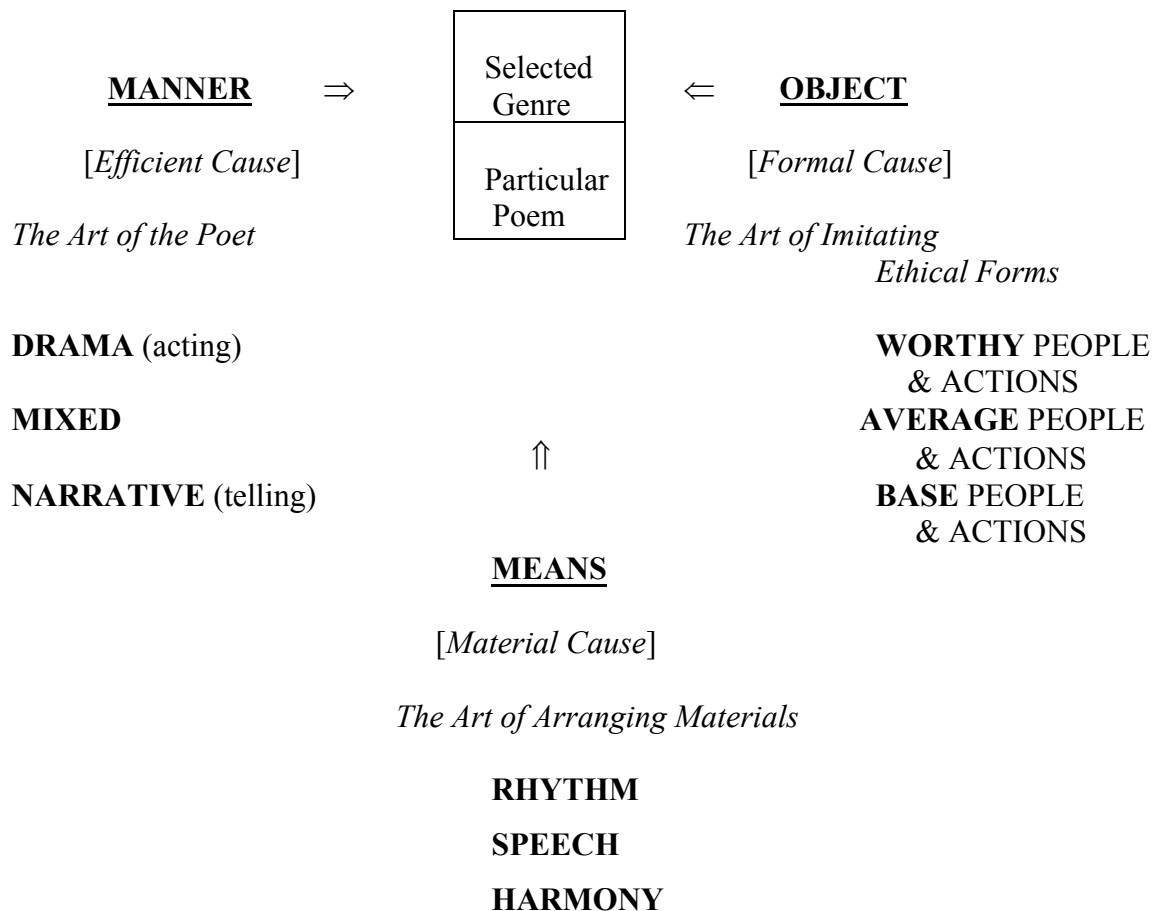 Selected
Genre
MANNER ⇒ ⇐ OBJECT
[Efficient Cause] [Formal Cause]
Particular
Poem
The Art of the Poet The Art of Imitating
Ethical Forms
DRAMA (acting) WORTHY PEOPLE
& ACTIONS
MIXED AVERAGE PEOPLE
⇑ & ACTIONS
NARRATIVE (telling) BASE PEOPLE
& ACTIONS
MEANS
[Material Cause]
The Art of Arranging Materials
RHYTHM
SPEECH
HARMONY